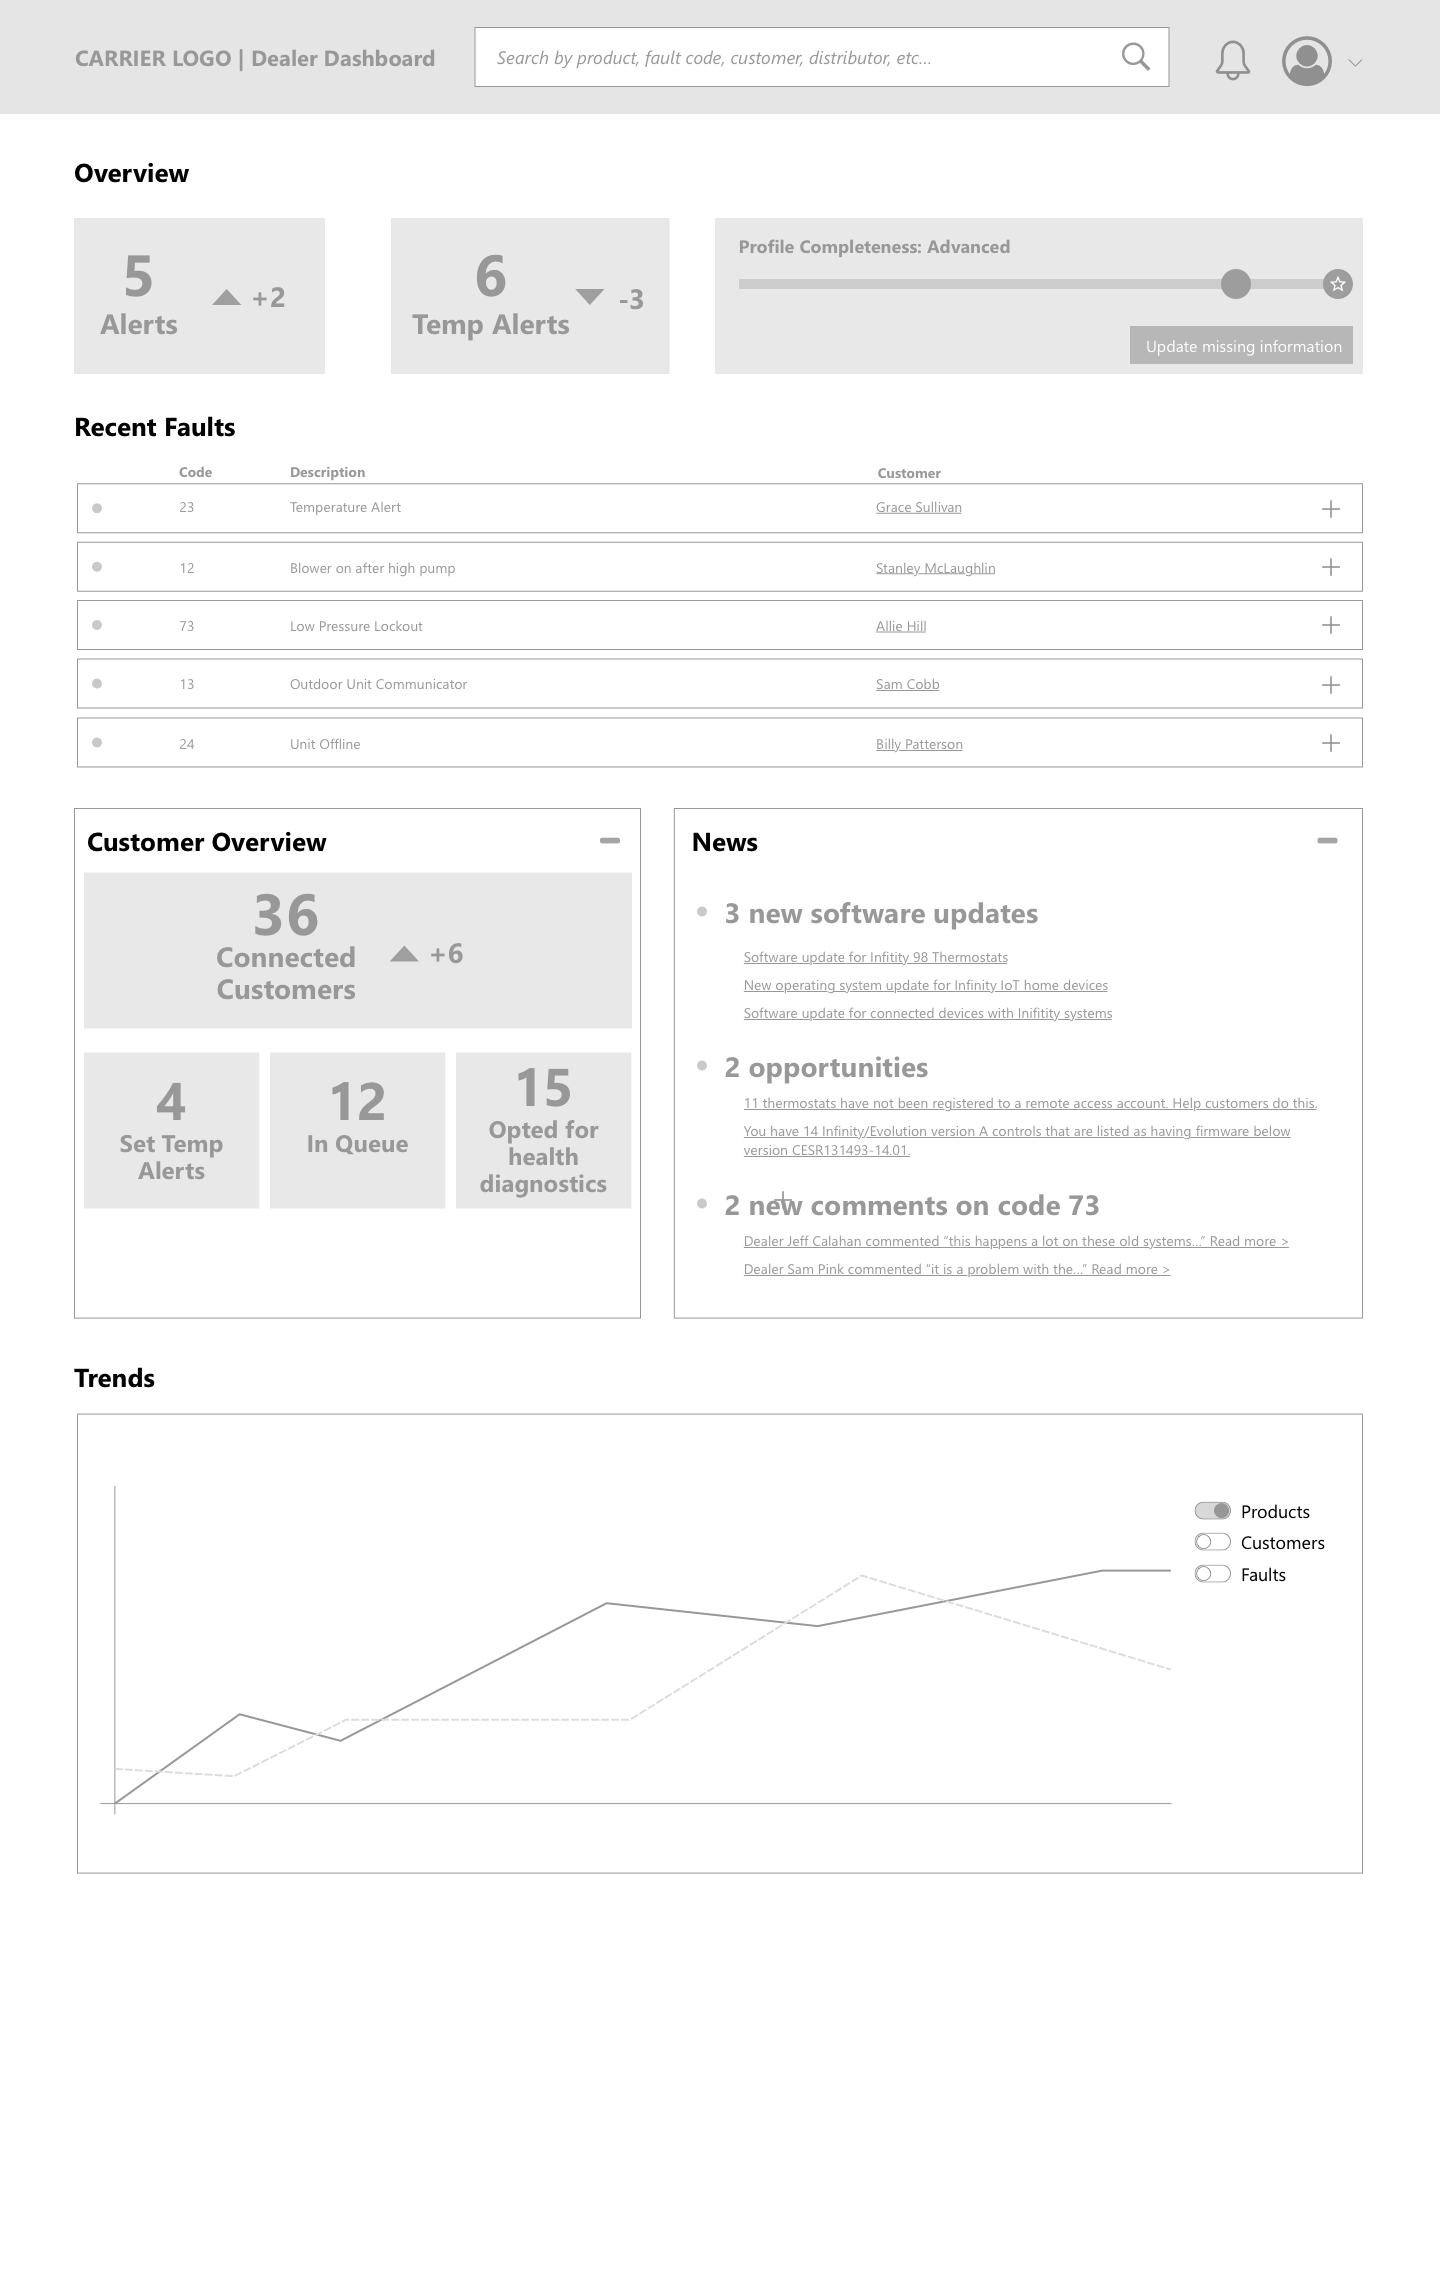 CARRIER LOGO | Dealer Dashboard
Search by product, fault code, customer, distributor, etc...
Overview
5
Alerts
+2
6
Temp Alerts
-3
Profile Completeness: Advanced
Update missing information
Recent Faults
Code Description Customer
23 Temperature Alert Grace Sullivan
12 Blower on after high pump Stanley McLaughlin
73 Low Pressure Lockout Allie Hill
13 Outdoor Unit Communicator Sam Cobb
24 Unit Offline Billy Patterson
Customer Overview
36
Connected
Customers
+6
4
Set Temp
Alerts
12
In Queue
15
Opted for
health
diagnostics
News
3 new software updates
Software update for Infitity 98 Thermostats
New operating system update for Infinity IoT home devices
Software update for connected devices with Inifitity systems
2 opportunities
11 thermostats have not been registered to a remote access account. Help customers do this.
You have 14 Infinity/Evolution version A controls that are listed as having firmware below
version CESR131493-14.01.
2 new comments on code 73
Dealer Jeff Calahan commented “this happens a lot on these old systems...” Read more >
Dealer Sam Pink commented “it is a problem with the...” Read more >
Trends
Products
Customers
Faults